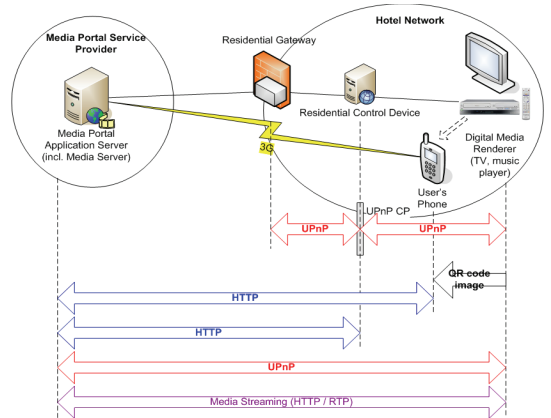 Hotel Network
Media Portal Service
Provider
Residential Gateway
Residential Control Device
Media Portal
Application Server
(incl. Media Server)
3G
Digital Media
Renderer
(TV, music
player)
User's
Phone
UPnP CP
UPnP
UPnP
QR code
image
HTTP
HTTP
UPnP
Media Streaming (HTTP / RTP)